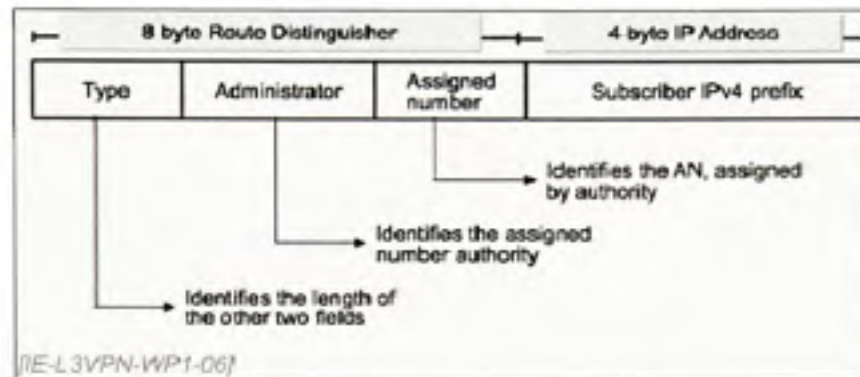 8 byte Route Distinguisher
4 byte IP Address
Type
Administrator
Assigned
number
Subscriber IPv4 prefix
Identifies the AN, assigned
by authority
Identifies the assigned
number authority
Identifies the length of
the other two fields
[IE-L3VPN-WP1-06]